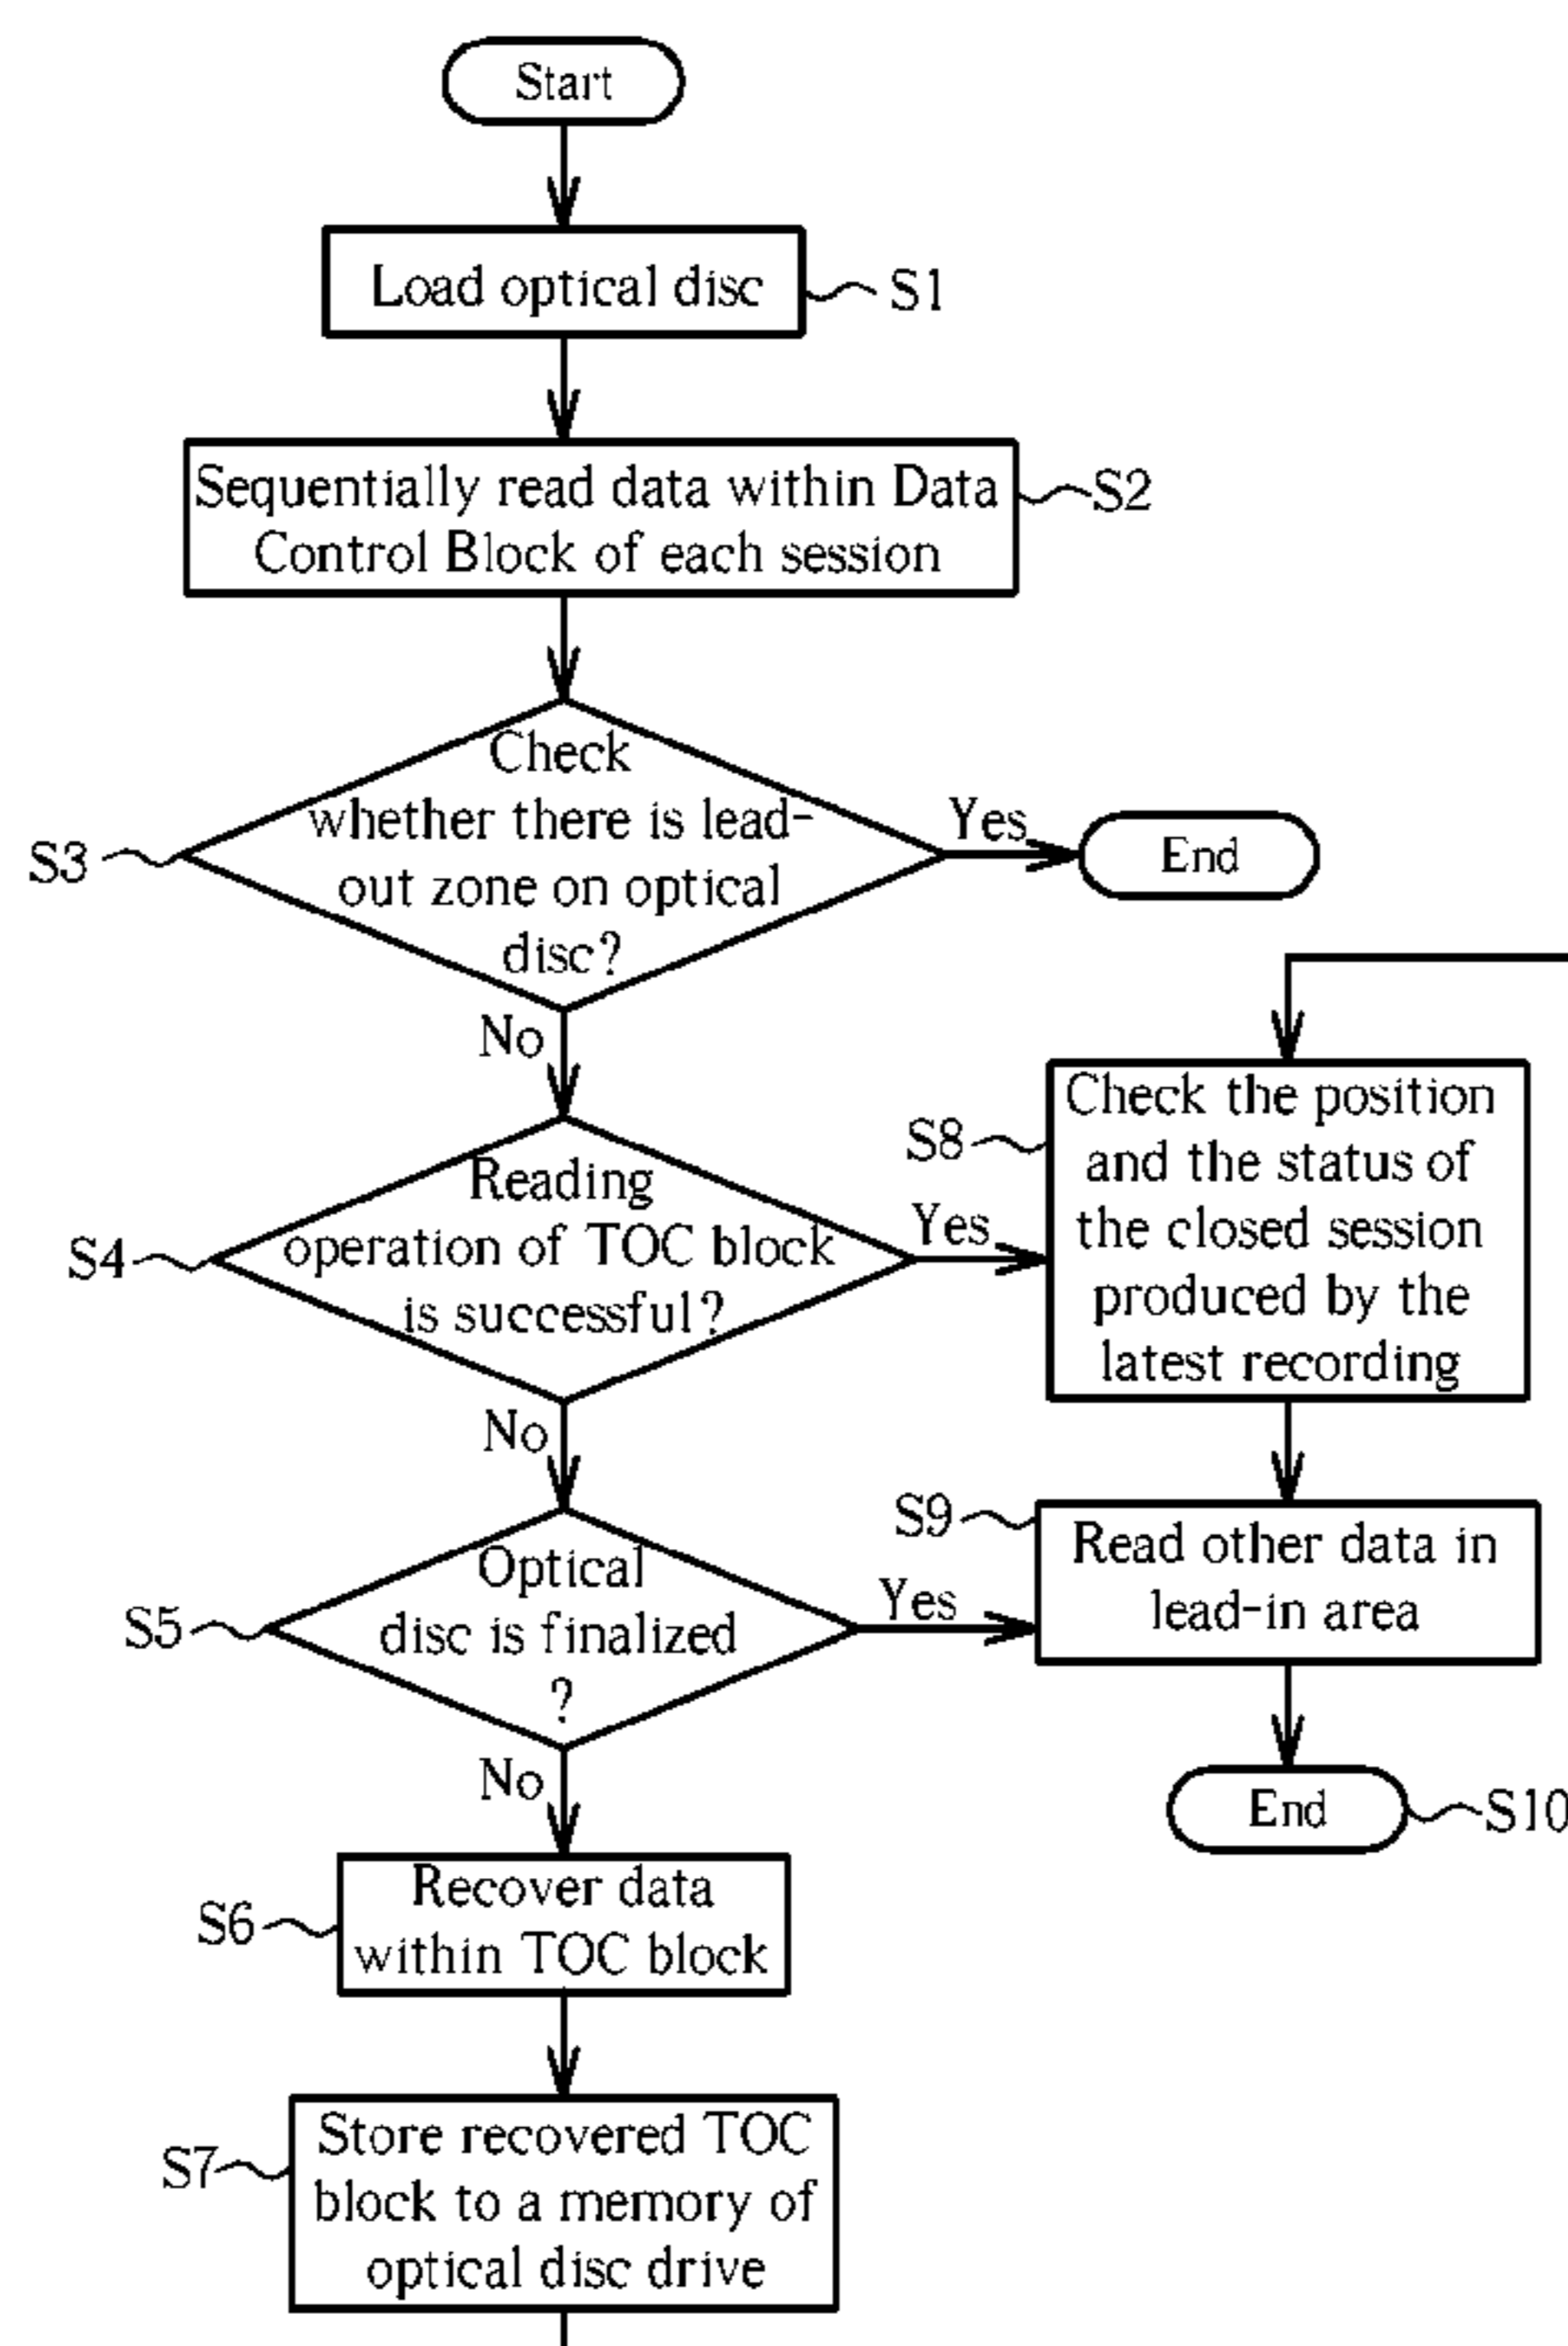 Start
Load optical disc
S1
Sequentially read data within Data
Control Block of each session
S2
Check
whether there is lead-
out zone on optical
disc?
S3
Yes
End
No
Reading
operation of TOC block
is successful?
S4
Yes
Check the position
and the status of
the closed session
produced by the
latest recording
S8
No
Optical
disc is finalized
?
S5
Yes
S9
Read other data in
lead-in area
No
End
S10
Recover data
within TOC block
S6
Store recovered TOC
block to a memory of
optical disc drive
S7